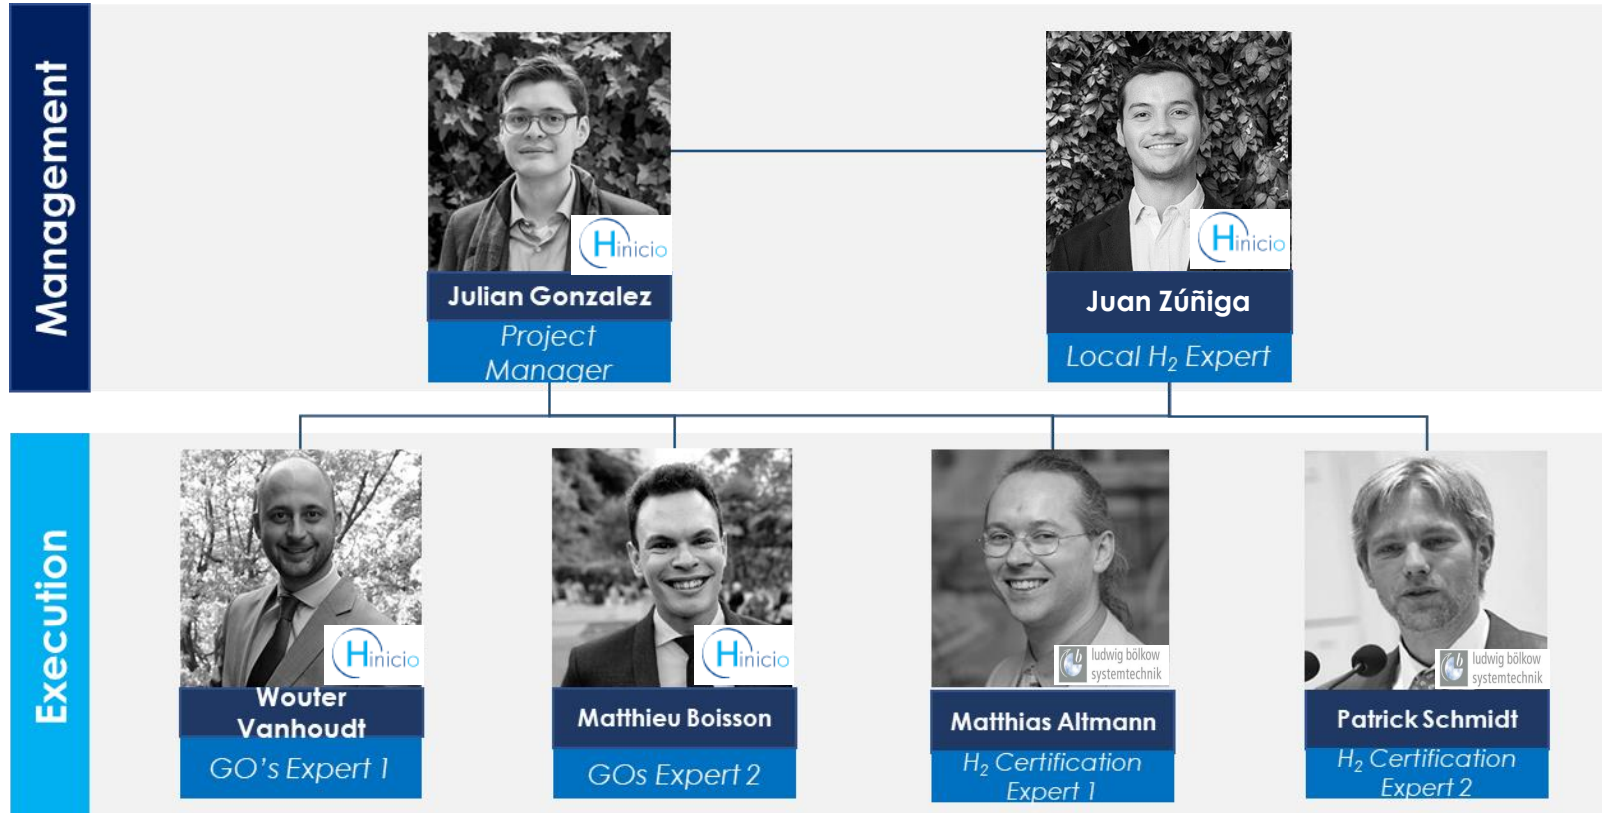 Management
Hinicio
Hinicio
Julian Gonzalez
Juan Zúñiga
Project
Manager
Local H₂ Expert
Execution
Hinicio
Hinicio
ludwig bölkow
systemtechnik
ludwig bölkow
systemtechnik
Wouter
Vanhoudt
Matthieu Boisson
Matthias Altmann
Patrick Schmidt
GO's Expert 1
GOs Expert 2
H₂ Certification
Expert 1
H₂ Certification
Expert 2